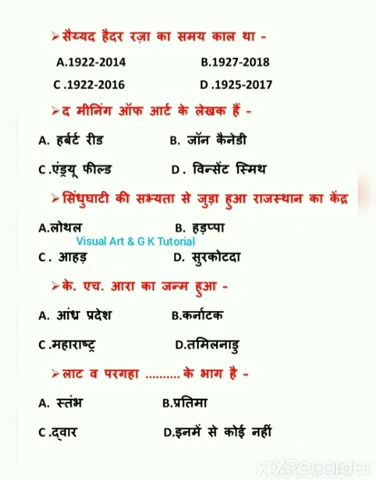 ➢सैय्यद हैदर रज़ा का समय काल था -
A.1922-2014 B.1927-2018
C .1922-2016 D .1925-2017
➢द मीनिंग ऑफ आर्ट के लेखक हैं -
A. हर्बर्ट रीड B. जॉन कैनेडी
C .एंड्रयू फील्ड D . विन्सेंट स्मिथ
➢सिंधुघाटी की सभ्यता से जुड़ा हुआ राजस्थान का केंद्र
A.लोथल B. हड़प्पा
Visual Art & G K Tutorial
C . आहड़ D. सुरकोटदा
➢के. एच. आरा का जन्म हुआ -
A. आंध्र प्रदेश B.कर्नाटक
C .महाराष्ट्र D.तमिलनाडु
➢लाट व परगहा .......... के भाग है -
A. स्तंभ B.प्रतिमा
C .द्वार D.इनमें से कोई नहीं
XRecorder